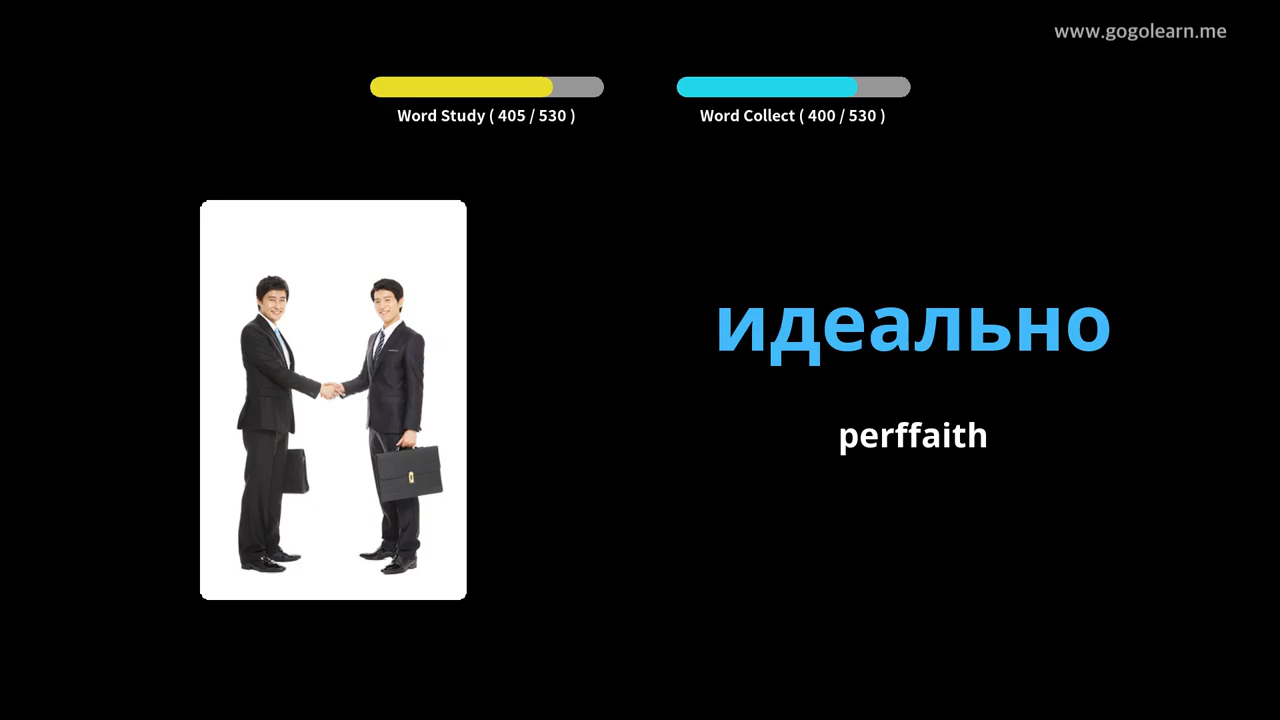 www.gogolearn.me
Word Study ( 405 / 530 )
Word Collect ( 400 / 530 )
идеально
perffaith